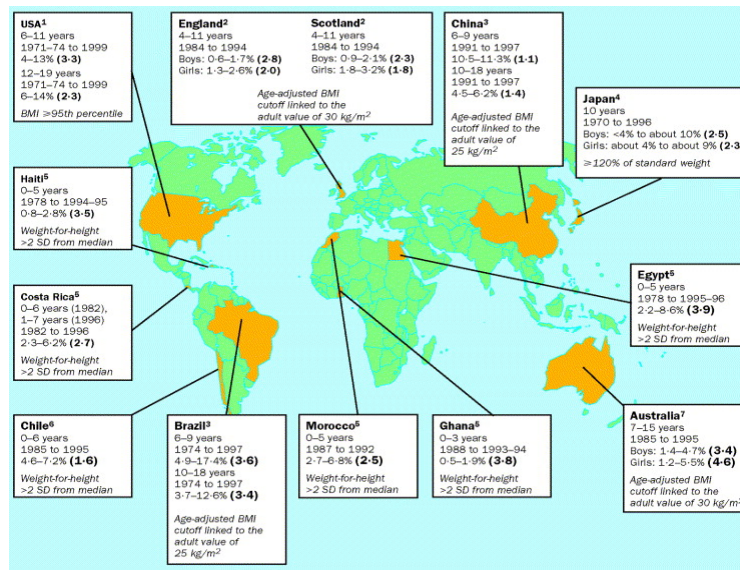 USA¹
6–11 years
1971–74 to 1999
4–13% (3·3)
12–19 years
1971–74 to 1999
6–14% (2·3)
BMI ⩾95th percentile
England²
4–11 years
1984 to 1994
Boys: 0·6–1·7% (2·8)
Girls: 1·3–2·6% (2·0)
Scotland²
4–11 years
1984 to 1994
Boys: 0·9–2·1% (2·3)
Girls: 1·8–3·2% (1·8)
Age-adjusted BMI
cutoff linked to the
adult value of 30 kg/m²
China³
6–9 years
1991 to 1997
10·5–11·3% (1·1)
10–18 years
1991 to 1997
4·5–6·2% (1·4)
Age-adjusted BMI
cutoff linked to the
adult value of
25 kg/m²
Japan⁴
10 years
1970 to 1996
Boys: <4% to about 10% (2·5)
Girls: about 4% to about 9% (2·3
⩾120% of standard weight
Haiti⁵
0–5 years
1978 to 1994–95
0·8–2·8% (3·5)
Weight-for-height
>2 SD from median
Costa Rica⁵
0–6 years (1982),
1–7 years (1996)
1982 to 1996
2·3–6·2% (2·7)
Weight-for-height
>2 SD from median
Egypt⁵
0–5 years
1978 to 1995–96
2·2–8·6% (3·9)
Weight-for-height
>2 SD from median
Chile⁶
0–6 years
1985 to 1995
4·6–7·2% (1·6)
Weight-for-height
>2 SD from median
Brazil³
6–9 years
1974 to 1997
4·9–17·4% (3·6)
10–18 years
1974 to 1997
3·7–12·6% (3·4)
Age-adjusted BMI
cutoff linked to the
adult value of
25 kg/m²
Morocco⁵
0–5 years
1987 to 1992
2·7–6·8% (2·5)
Weight-for-height
>2 SD from median
Ghana⁵
0–3 years
1988 to 1993–94
0·5–1·9% (3·8)
Weight-for-height
>2 SD from median
Australia⁷
7–15 years
1985 to 1995
Boys: 1·4–4·7% (3·4)
Girls: 1·2–5·5% (4·6)
Age-adjusted BMI
cutoff linked to the
adult value of 30 kg/m²